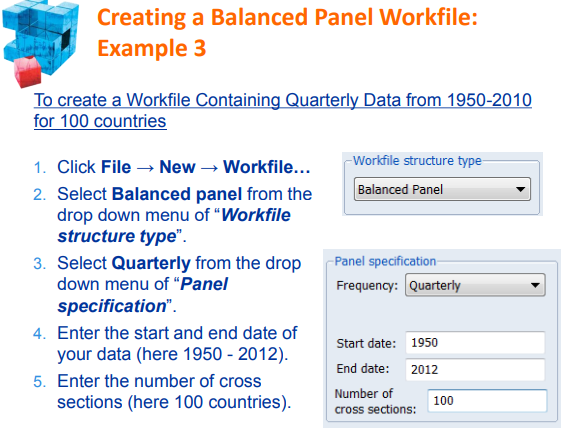 Creating a Balanced Panel Workfile:
Example 3
To create a Workfile Containing Quarterly Data from 1950-2010
for 100 countries
1. Click File → New → Workfile…
2. Select Balanced panel from the
drop down menu of “Workfile
structure type”.
3. Select Quarterly from the drop
down menu of “Panel
specification”.
4. Enter the start and end date of
your data (here 1950 - 2012).
5. Enter the number of cross
sections (here 100 countries).
Workfile structure type
Balanced Panel
Panel specification
Frequency: Quarterly
Start date: 1950
End date: 2012
Number of
cross sections: 100